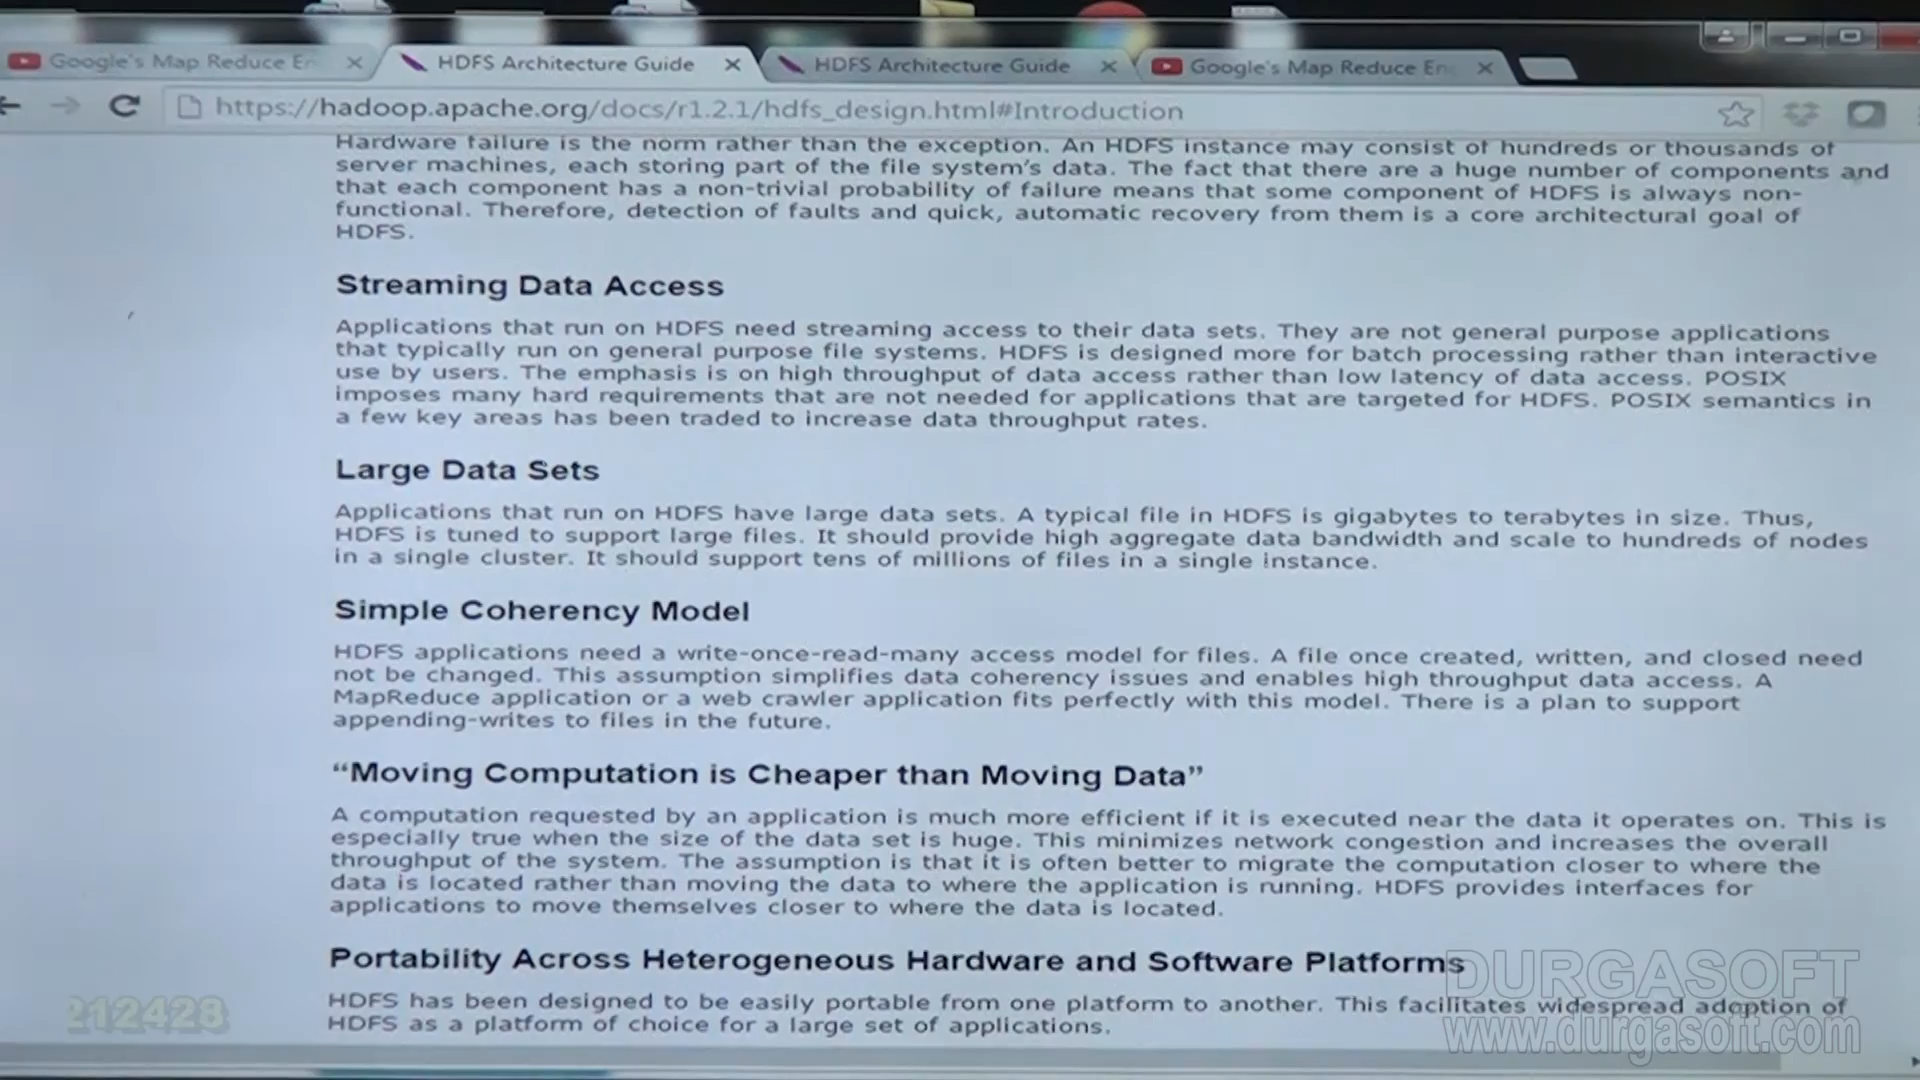 Google's Map Reduce En
HDFS Architecture Guide
HDFS Architecture Guide
Google's Map Reduce En
https://hadoop.apache.org/docs/r1.2.1/hdfs_design.html#Introduction
Hardware failure is the norm rather than the exception. An HDFS instance may consist of hundreds or thousands of
server machines, each storing part of the file system's data. The fact that there are a huge number of components and
that each component has a non-trivial probability of failure means that some component of HDFS is always non-
functional. Therefore, detection of faults and quick, automatic recovery from them is a core architectural goal of
HDFS.
Streaming Data Access
Applications that run on HDFS need streaming access to their data sets. They are not general purpose applications
that typically run on general purpose file systems. HDFS is designed more for batch processing rather than interactive
use by users. The emphasis is on high throughput of data access rather than low latency of data access. POSIX
imposes many hard requirements that are not needed for applications that are targeted for HDFS. POSIX semantics in
a few key areas has been traded to increase data throughput rates.
Large Data Sets
Applications that run on HDFS have large data sets. A typical file in HDFS is gigabytes to terabytes in size. Thus,
HDFS is tuned to support large files. It should provide high aggregate data bandwidth and scale to hundreds of nodes
in a single cluster. It should support tens of millions of files in a single instance.
Simple Coherency Model
HDFS applications need a write-once-read-many access model for files. A file once created, written, and closed need
not be changed. This assumption simplifies data coherency issues and enables high throughput data access. A
MapReduce application or a web crawler application fits perfectly with this model. There is a plan to support
appending-writes to files in the future.
“Moving Computation is Cheaper than Moving Data”
A computation requested by an application is much more efficient if it is executed near the data it operates on. This is
especially true when the size of the data set is huge. This minimizes network congestion and increases the overall
throughput of the system. The assumption is that it is often better to migrate the computation closer to where the
data is located rather than moving the data to where the application is running. HDFS provides interfaces for
applications to move themselves closer to where the data is located.
Portability Across Heterogeneous Hardware and Software Platforms
HDFS has been designed to be easily portable from one platform to another. This facilitates widespread adoption of
HDFS as a platform of choice for a large set of applications.
212428
DURGASOFT
www.durgasoft.com